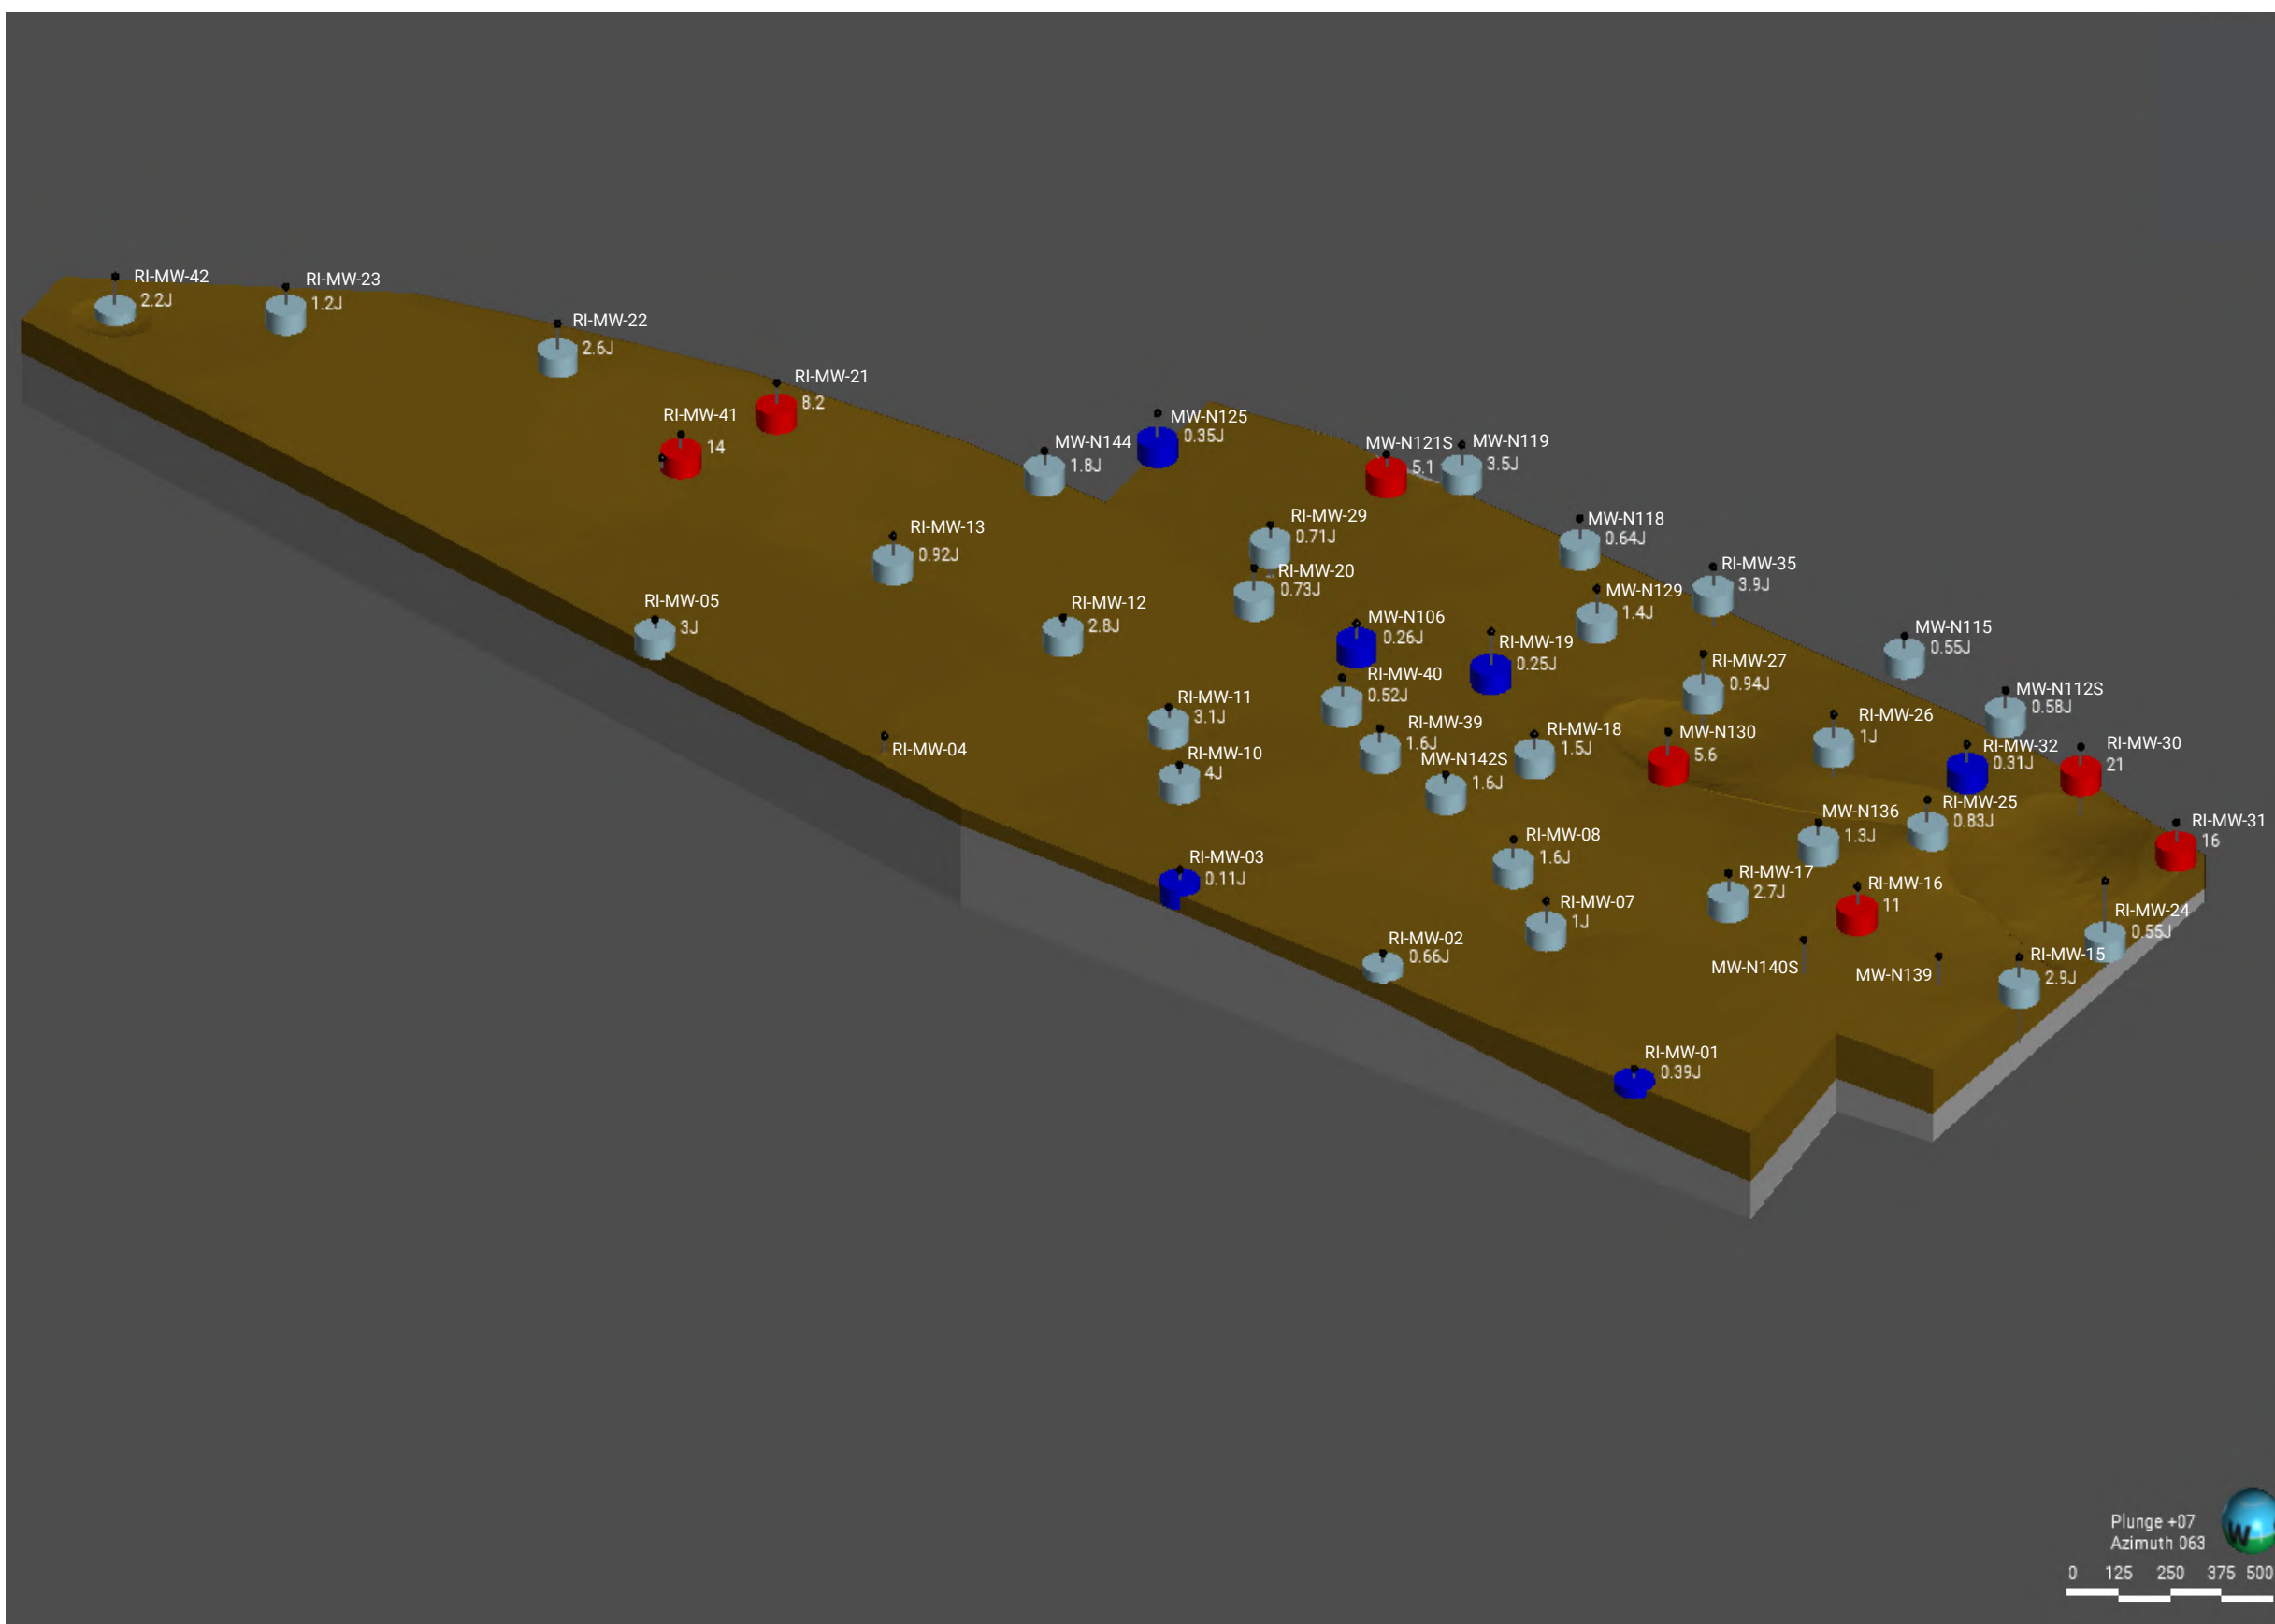 RI-MW-42
2.2J
RI-MW-23
1.2J
RI-MW-22
2.6J
RI-MW-21
8.2
RI-MW-41
14
MW-N144
1.8J
MW-N125
0.35J
MW-N121S
5.1
MW-N119
3.5J
RI-MW-13
0.92J
RI-MW-29
0.71J
MW-N118
0.64J
RI-MW-20
0.73J
RI-MW-35
3.9J
MW-N129
1.4J
RI-MW-05
3J
RI-MW-12
2.8J
MW-N106
0.26J
RI-MW-19
0.25J
MW-N115
0.55J
RI-MW-27
0.94J
RI-MW-40
0.52J
MW-N112S
0.58J
RI-MW-11
3.1J
RI-MW-39
1.6J
RI-MW-18
1.5J
MW-N130
5.6
RI-MW-26
1J
RI-MW-04
RI-MW-10
4J
MW-N142S
1.6J
RI-MW-32
0.31J
RI-MW-30
21
RI-MW-25
0.83J
MW-N136
1.3J
RI-MW-31
16
RI-MW-08
1.6J
RI-MW-03
0.11J
RI-MW-17
2.7J
RI-MW-16
11
RI-MW-07
1J
RI-MW-24
0.55J
RI-MW-02
0.66J
RI-MW-15
2.9J
MW-N140S
MW-N139
RI-MW-01
0.39J
Plunge +07
Azimuth 063
W
0 125 250 375 500